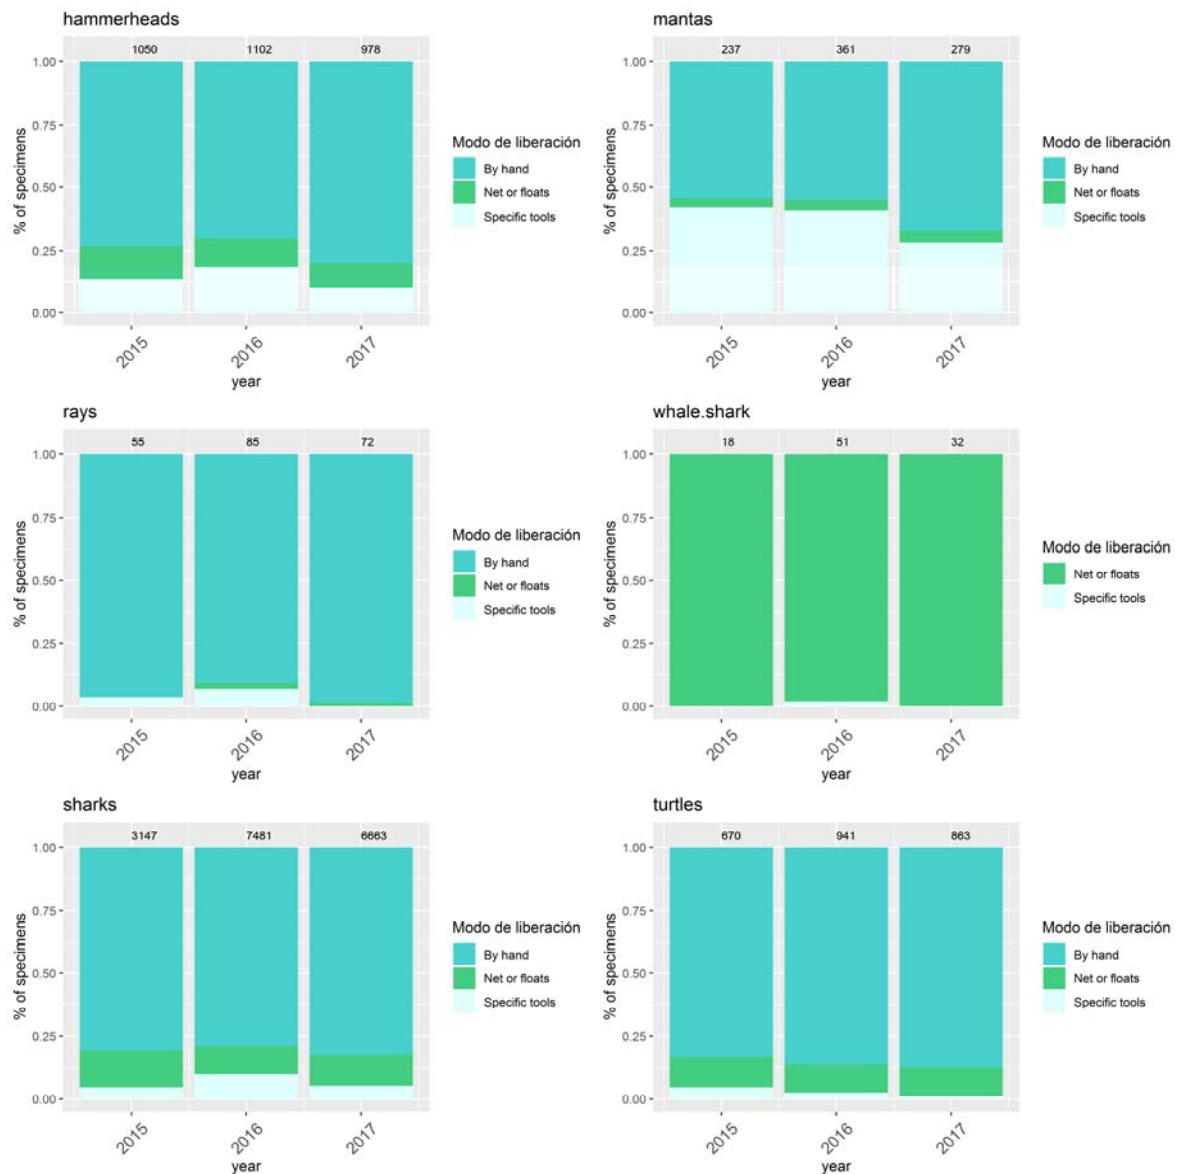 hammerheads
1050 1102 978
1.00
0.75
0.50
0.25
0.00
% of specimens
2015 2016 2017
year
Modo de liberación
By hand
Net or floats
Specific tools
mantas
237 361 279
1.00
0.75
0.50
0.25
0.00
% of specimens
2015 2016 2017
year
Modo de liberación
By hand
Net or floats
Specific tools
rays
55 85 72
1.00
0.75
0.50
0.25
0.00
% of specimens
2015 2016 2017
year
Modo de liberación
By hand
Net or floats
Specific tools
whale.shark
18 51 32
1.00
0.75
0.50
0.25
0.00
% of specimens
2015 2016 2017
year
Modo de liberación
Net or floats
Specific tools
sharks
3147 7481 6663
1.00
0.75
0.50
0.25
0.00
% of specimens
2015 2016 2017
year
Modo de liberación
By hand
Net or floats
Specific tools
turtles
670 941 863
1.00
0.75
0.50
0.25
0.00
% of specimens
2015 2016 2017
year
Modo de liberación
By hand
Net or floats
Specific tools